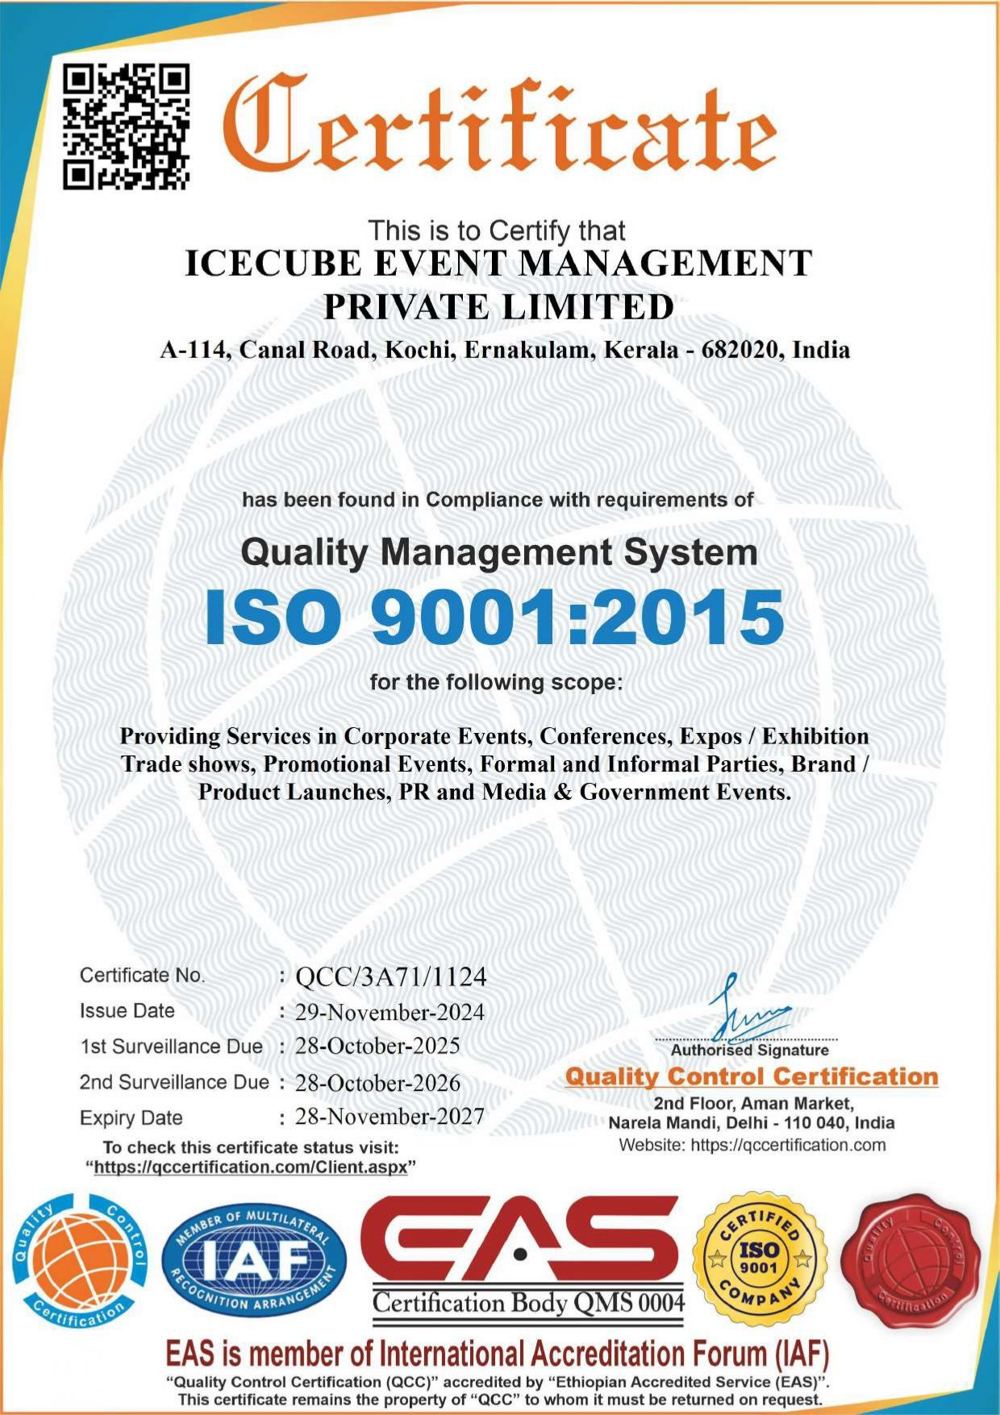 Certificate
This is to Certify that
ICECUBE EVENT MANAGEMENT
PRIVATE LIMITED
A-114, Canal Road, Kochi, Ernakulam, Kerala - 682020, India
has been found in Compliance with requirements of
Quality Management System
ISO 9001:2015
for the following scope:
Providing Services in Corporate Events, Conferences, Expos / Exhibition
Trade shows, Promotional Events, Formal and Informal Parties, Brand /
Product Launches, PR and Media & Government Events.
Certificate No. : QCC/3A71/1124
Issue Date : 29-November-2024
1st Surveillance Due : 28-October-2025
2nd Surveillance Due : 28-October-2026
Expiry Date : 28-November-2027
To check this certificate status visit:
“https://qccertification.com/Client.aspx”
Authorised Signature
Quality Control Certification
2nd Floor, Aman Market,
Narela Mandi, Delhi - 110 040, India
Website: https://qccertification.com
Quality Control Certification
MEMBER OF MULTILATERAL
IAF
RECOGNITION ARRANGEMENT
EAS
Certification Body QMS 0004
CERTIFIED
ISO
9001
COMPANY
Quality Control Certification
EAS is member of International Accreditation Forum (IAF)
“Quality Control Certification (QCC)” accredited by “Ethiopian Accredited Service (EAS)”.
This certificate remains the property of “QCC” to whom it must be returned on request.